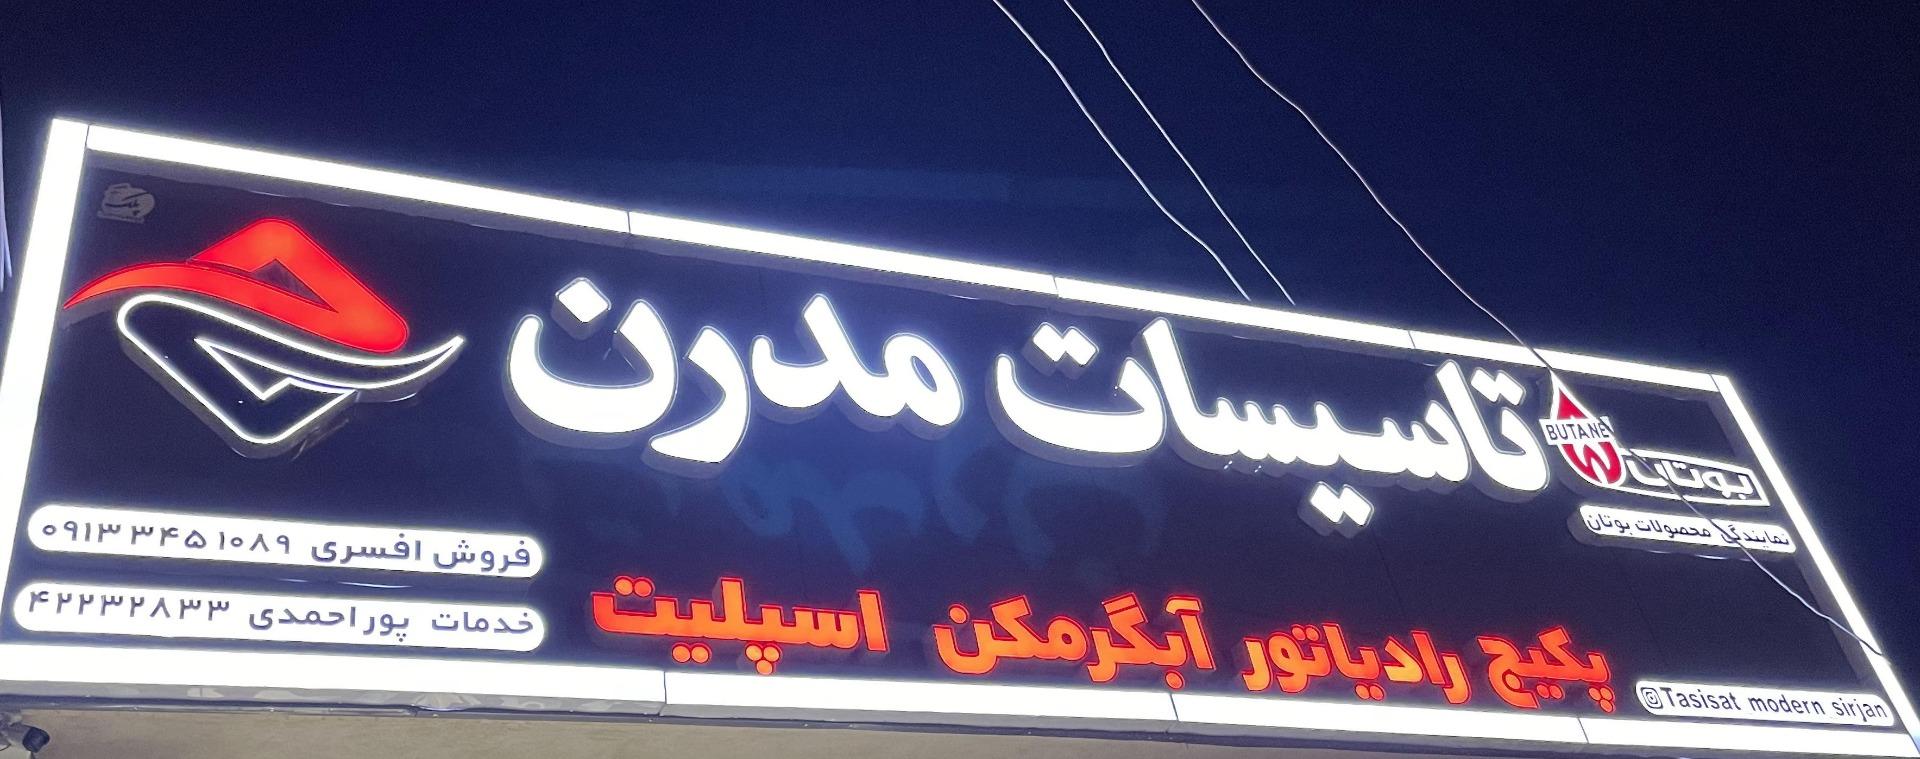 تاسیسات مدرن
BUTANE
بوتان
نمایندگی محصولات بوتان
پکیج رادیاتور آبگرمکن اسپلیت
فروش افسری ۰۹۱۳۳۴۵۱۰۸۹
خدمات پوراحمدی ۴۲۲۳۲۸۳۳
Tasisat modern sirjan